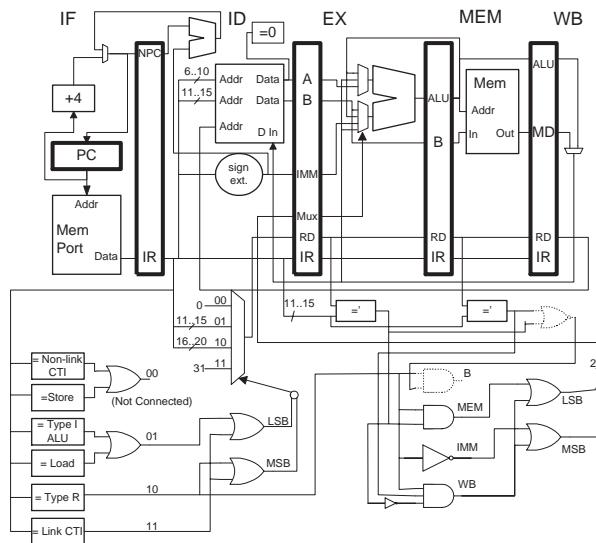 IF ID EX MEM WB
=0
NPC
6..10
11..15
Addr Data
Addr Data
Addr
D In
A
B
ALU
Mem
Addr
In Out
ALU
MD
+4
PC
B
sign
ext.
IMM
Addr
Mem
Port
Data
Mux
RD
IR
IR
RD
IR
RD
IR
0 00
11..15 01
16..20 10
31 11
11..15
='
='
= Non-link
CTI
=Store
00
(Not Connected)
= Type I
ALU
= Load
01
= Type R
10
= Link CTI
11
LSB
MSB
B
MEM
IMM
WB
LSB
MSB
2